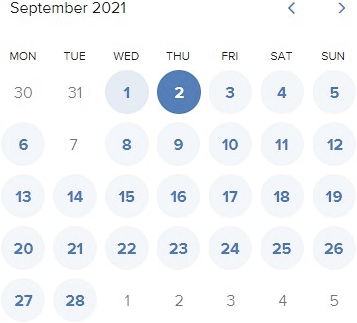 September 2021
MON TUE WED THU FRI SAT SUN
30 31 1 2 3 4 5
6 7 8 9 10 11 12
13 14 15 16 17 18 19
20 21 22 23 24 25 26
27 28 1 2 3 4 5